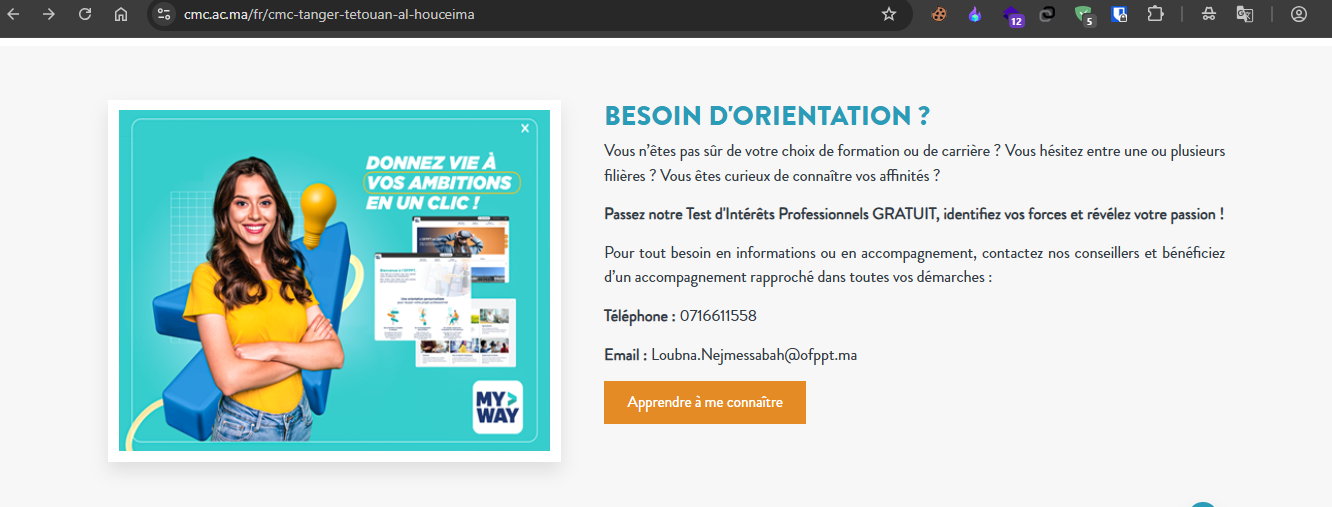 cmc.ac.ma/fr/cmc-tanger-tetouan-al-houceima
12
5
X
DONNEZ VIE À
VOS AMBITIONS
EN UN CLIC !
MY>
WAY
BESOIN D'ORIENTATION ?
Vous n'êtes pas sûr de votre choix de formation ou de carrière ? Vous hésitez entre une ou plusieurs
filières ? Vous êtes curieux de connaître vos affinités ?
Passez notre Test d'Intérêts Professionnels GRATUIT, identifiez vos forces et révélez votre passion !
Pour tout besoin en informations ou en accompagnement, contactez nos conseillers et bénéficiez
d'un accompagnement rapproché dans toutes vos démarches :
Téléphone : 0716611558
Email : Loubna.Nejmessabah@ofppt.ma
Apprendre à me connaître